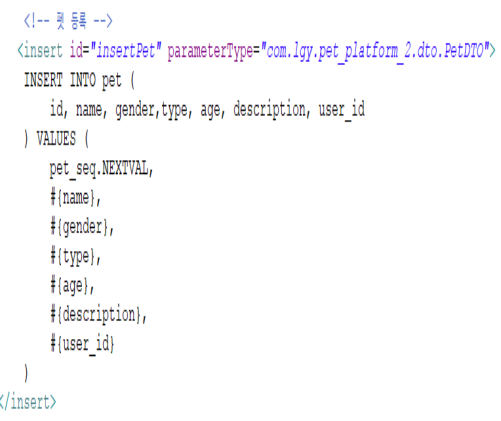 <!-- 펫 등록 -->
<insert id="insertPet" parameterType="com.lgy.pet_platform_2.dto.PetDTO">
INSERT INTO pet (
id, name, gender,type, age, description, user_id
) VALUES (
pet_seq.NEXTVAL,
#{name},
#{gender},
#{type},
#{age},
#{description},
#{user_id}
)
</insert>